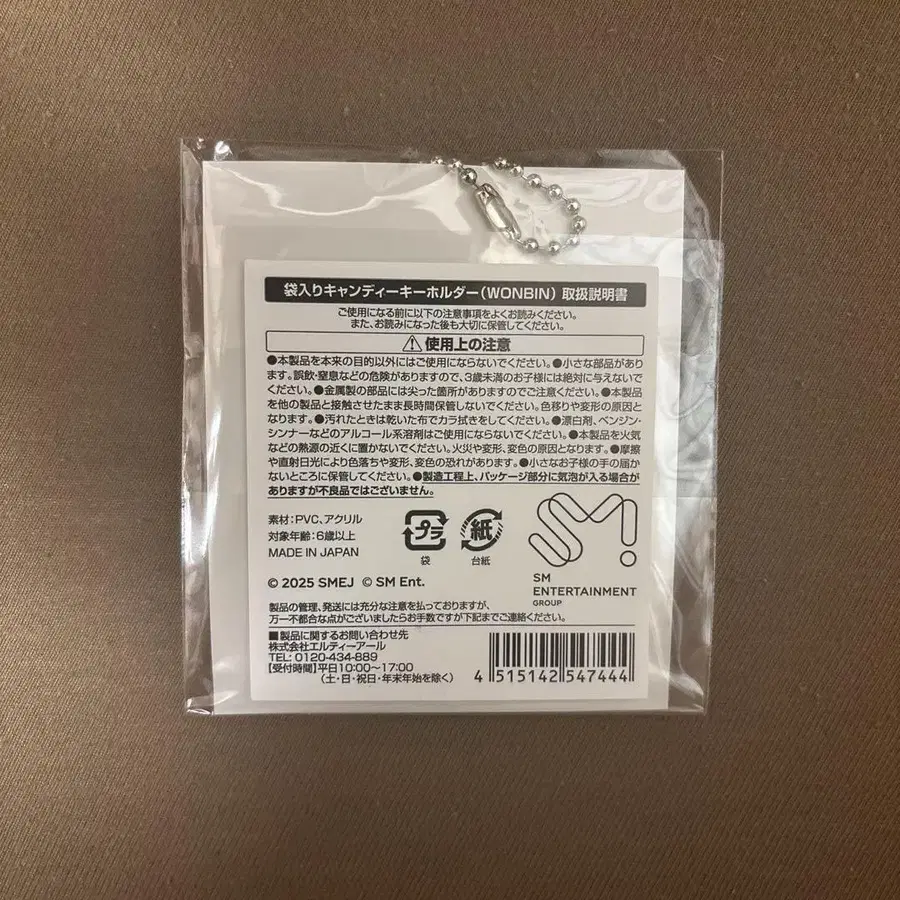 袋入りキャンディーキーホルダー(WONBIN) 取扱説明書
ご使用になる前に以下の注意事項をよくお読みください。
また、お読みになった後も大切に保管してください。
使用上の注意
●本製品を本来の目的以外にはご使用にならないでください。●小さな部品があり
ます。誤飲・窒息などの危険がありますので、3歳未満のお子様には絶対に与えないで
ください。●金属製の部品には尖った箇所がありますのでご注意ください。●本製品
を他の製品と接触させたまま長時間保管しないでください。色移りや変形の原因と
なります。●汚れたときは乾いた布でカラ拭きをしてください。●漂白剤、ベンジン・
シンナーなどのアルコール系溶剤はご使用にならないでください。●本製品を火気
などの熱源の近くに置かないでください。火災や変形、変色の原因となります。●摩擦
や直射日光により色落ちや変形、変色の恐れがあります。●小さなお子様の手の届か
ないところに保管してください。●製造工程上、パッケージ部分に気泡が入る場合が
ありますが不良品ではございません。
素材:PVC、アクリル
対象年齢:6歳以上
MADE IN JAPAN
プラ
袋
紙
台紙
SM
SM
ENTERTAINMENT
GROUP
© 2025 SMEJ © SM Ent.
製品の管理、発送には充分な注意を払っておりますが、
万一不都合な点がございましたらお手数ですが下記までご連絡ください。
■製品に関するお問い合わせ先
株式会社エルティーアール
TEL: 0120-434-889
【受付時間】平日10:00～17:00
(土・日・祝日・年末年始を除く)
4 515142 547444